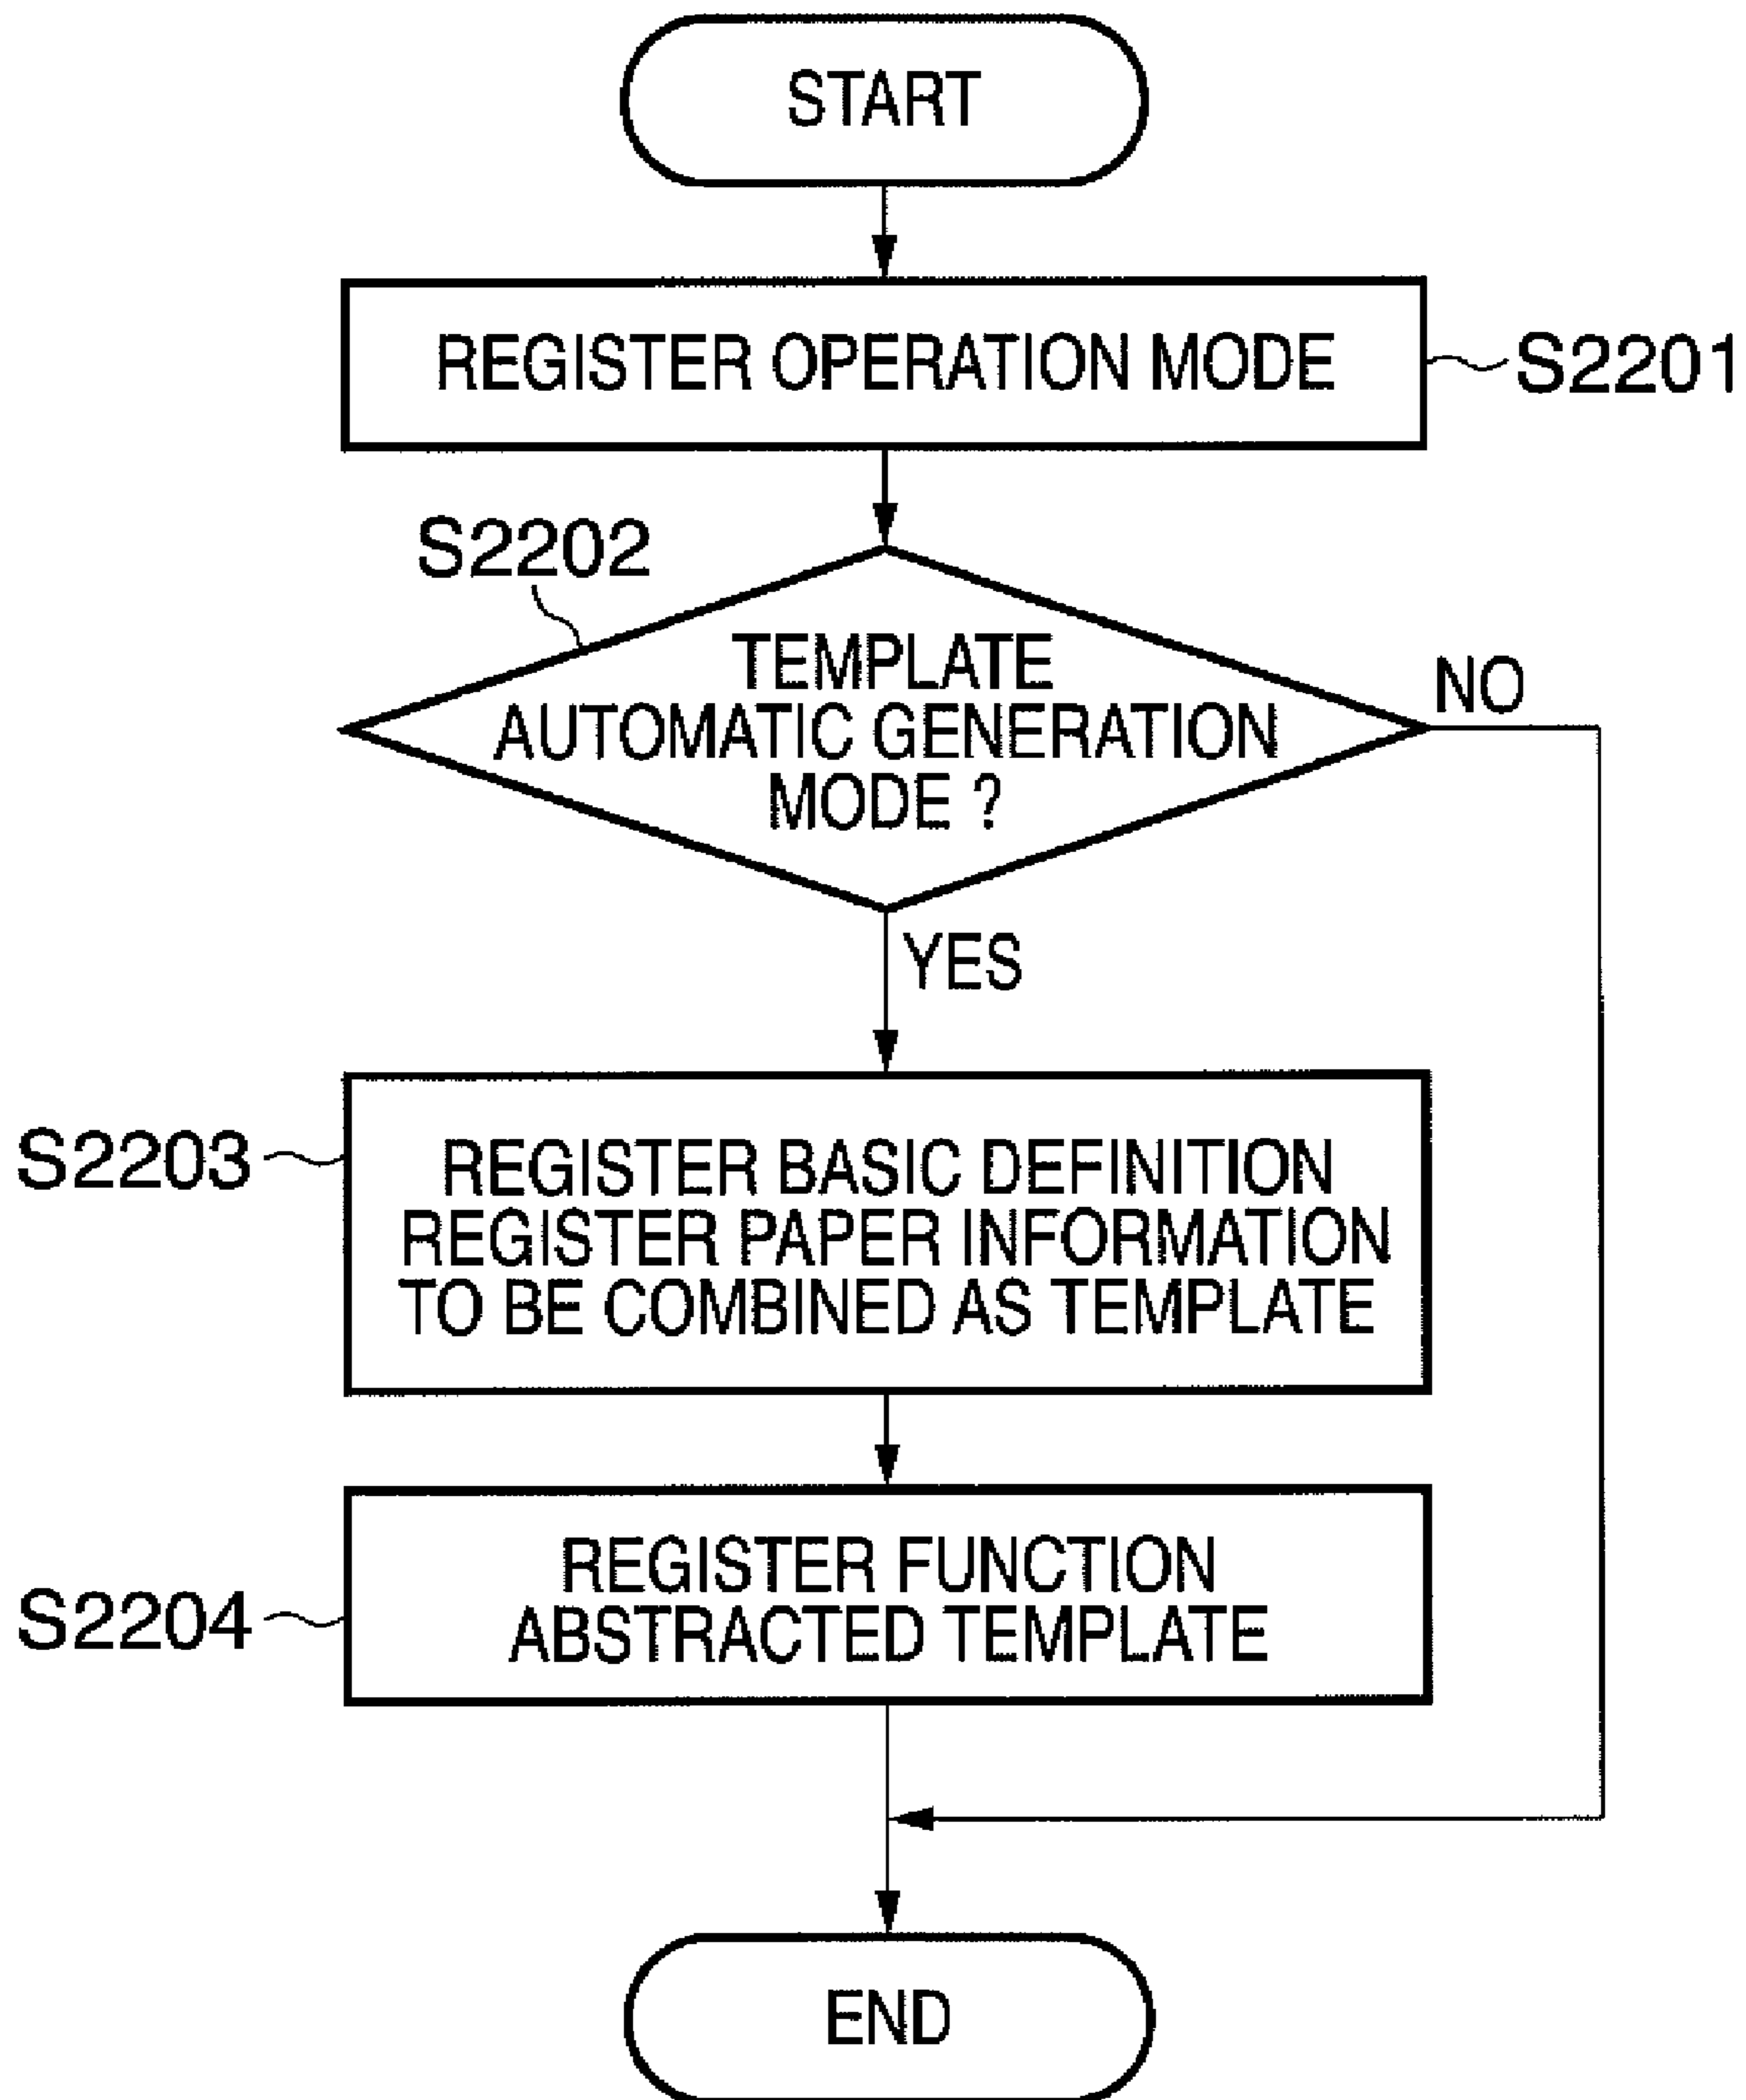 START
REGISTER OPERATION MODE
S2201
S2202
TEMPLATE
AUTOMATIC GENERATION
MODE ?
NO
YES
S2203
REGISTER BASIC DEFINITION
REGISTER PAPER INFORMATION
TO BE COMBINED AS TEMPLATE
S2204
REGISTER FUNCTION
ABSTRACTED TEMPLATE
END